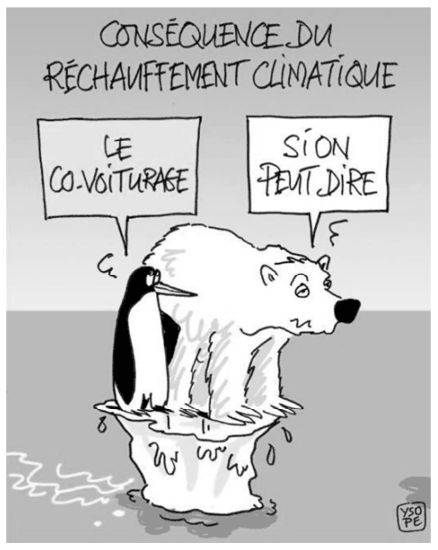 CONSÉQUENCE DU
RÉCHAUFFEMENT CLIMATIQUE
LE
CO-VOITURAGE
SI ON
PEUT DIRE
YSO
PE